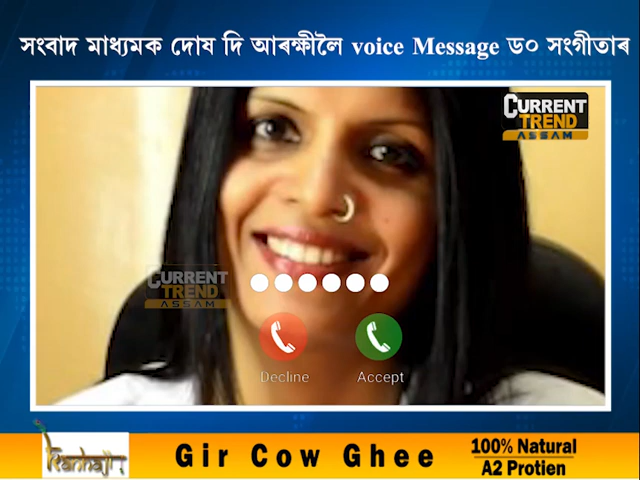 সংবাদ মাধ্যমক দোষ দি আৰক্ষীলৈ voice Message ড০ সংগীতাৰ
CURRENT
TREND
ASSAM
CURRENT
TREND
ASSAM
Decline
Accept
Kanhaji
Gir Cow Ghee
100% Natural
A2 Protien